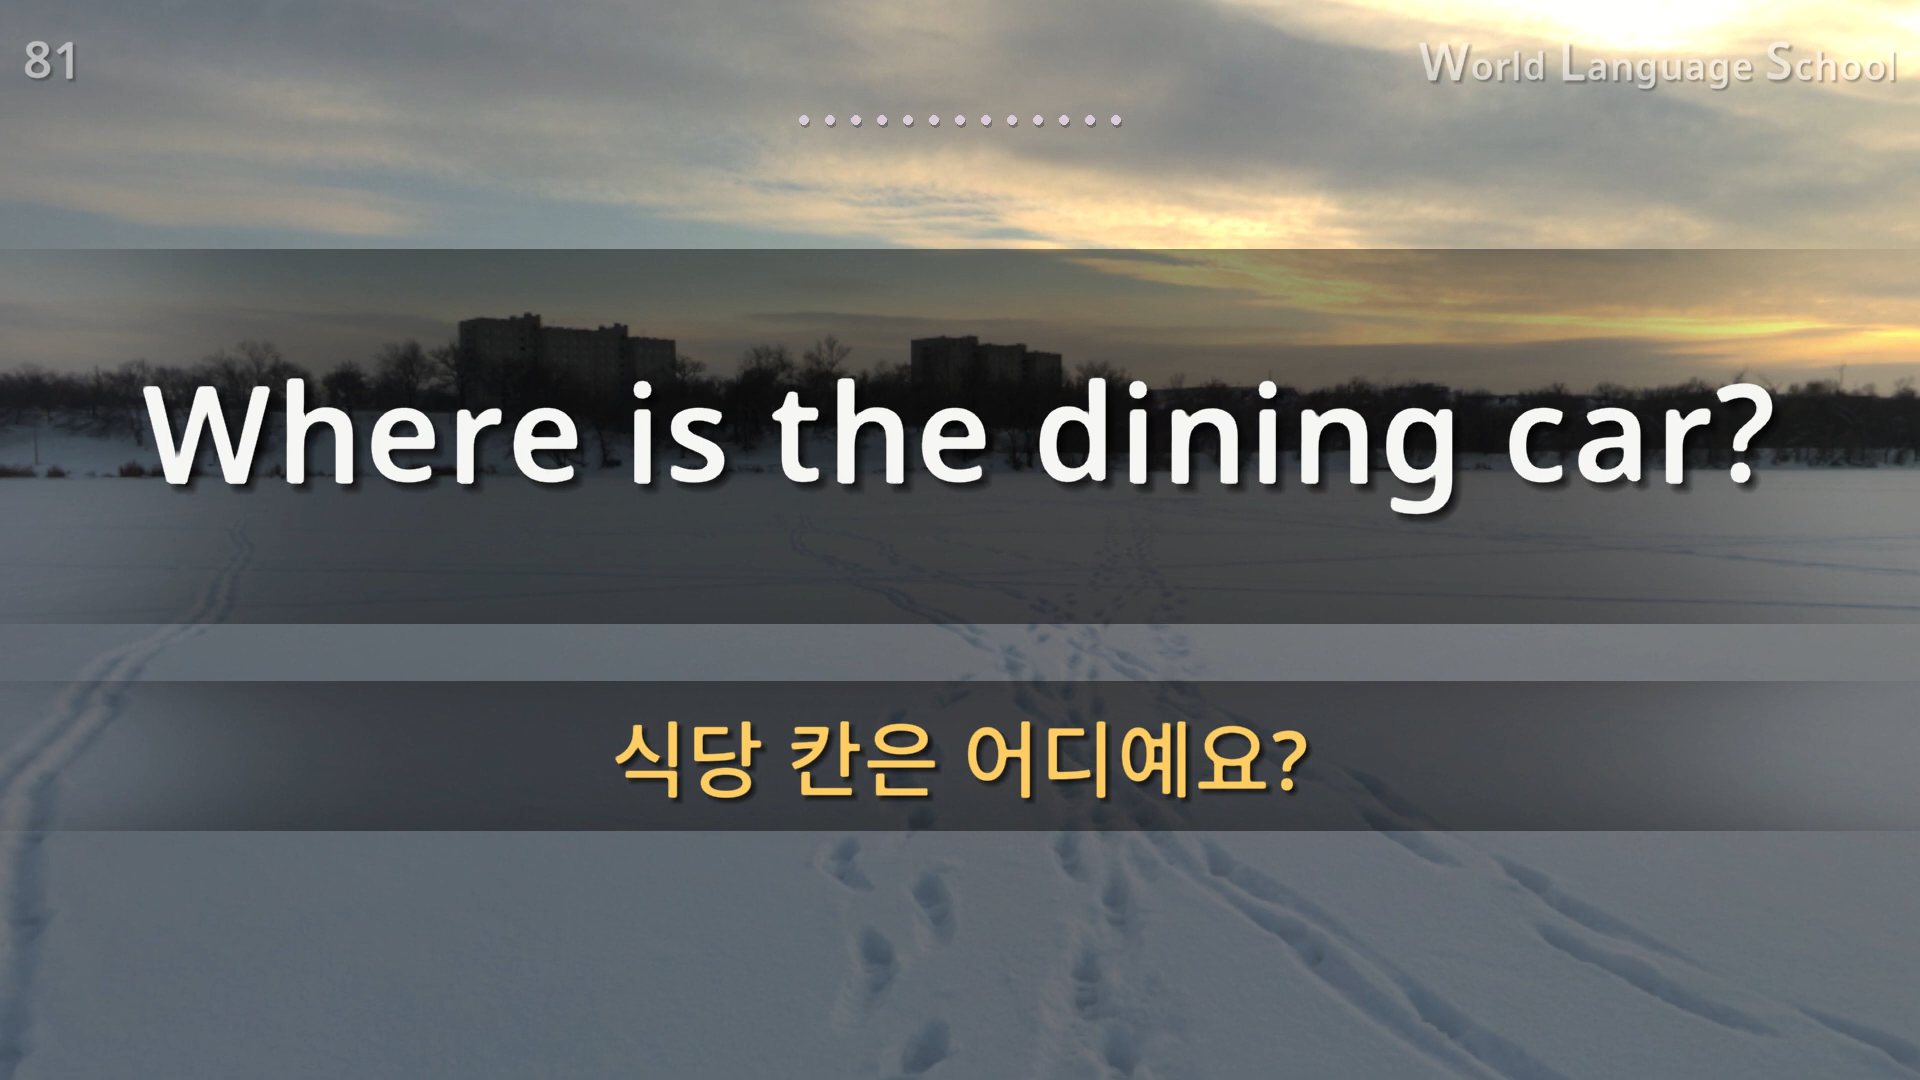 81
World Language School
Where is the dining car?
식당 칸은 어디예요?